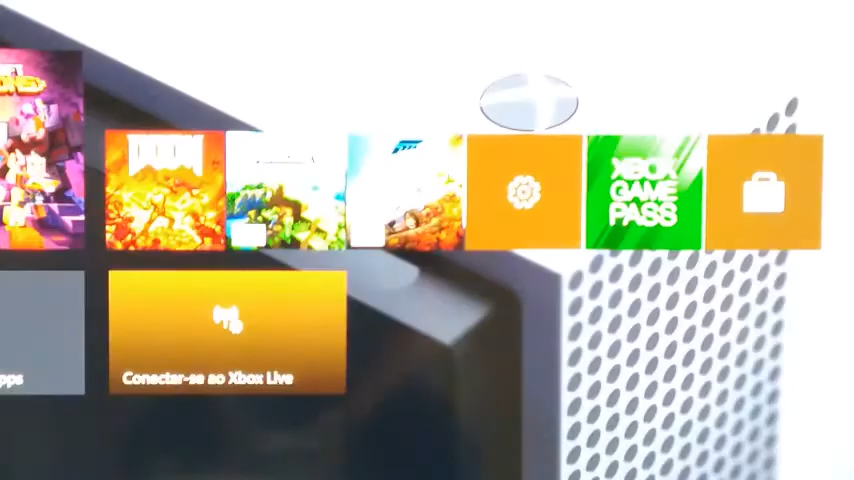 DOOM
XBOX
GAME
PASS
pps
Conectar-se ao Xbox Live